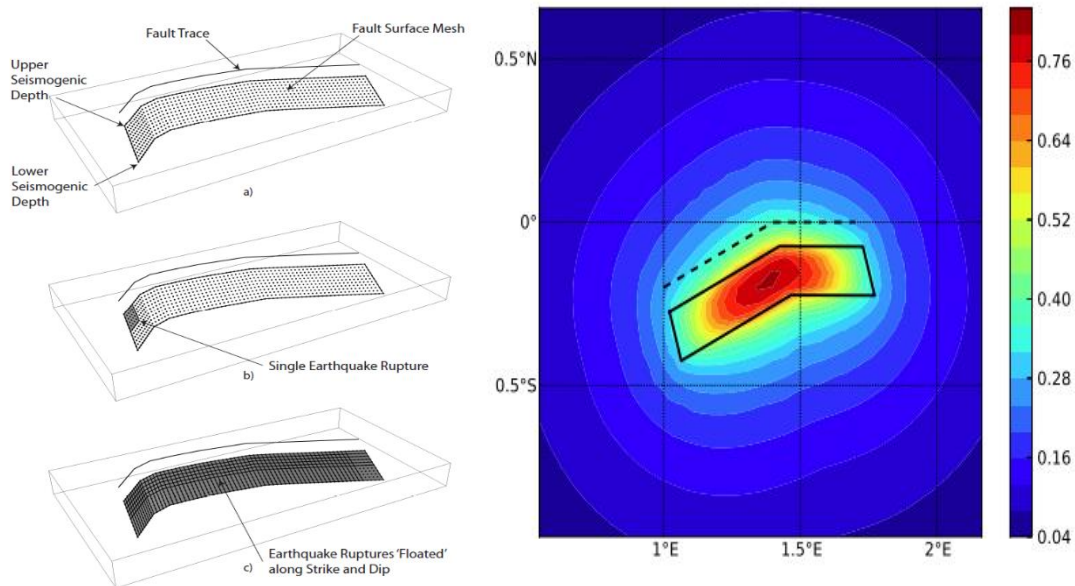 Fault Trace
Fault Surface Mesh
Upper
Seismogenic
Depth
Lower
Seismogenic
Depth
a)
Single Earthquake Rupture
b)
Earthquake Ruptures 'Floated'
along Strike and Dip
c)
0.5°N
0°
0.5°S
1°E
1.5°E
2°E
0.76
0.64
0.52
0.40
0.28
0.16
0.04